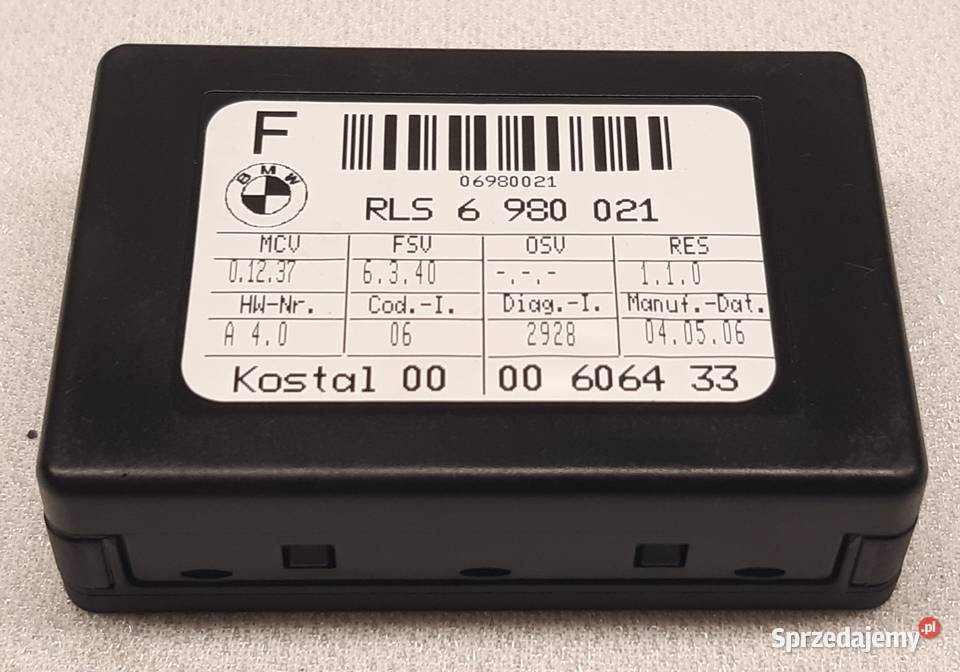 F
06980021
BMW
RLS 6 980 021
MCV FSV OSV RES
0.12.37 6.3.40 -.-.- 1.1.0
HW-Nr. Cod.-I. Diag.-I. Manuf.-Dat.
A 4.0 06 2928 04.05.06
Kostal 00 00 6064 33
Sprzedajemy.pl